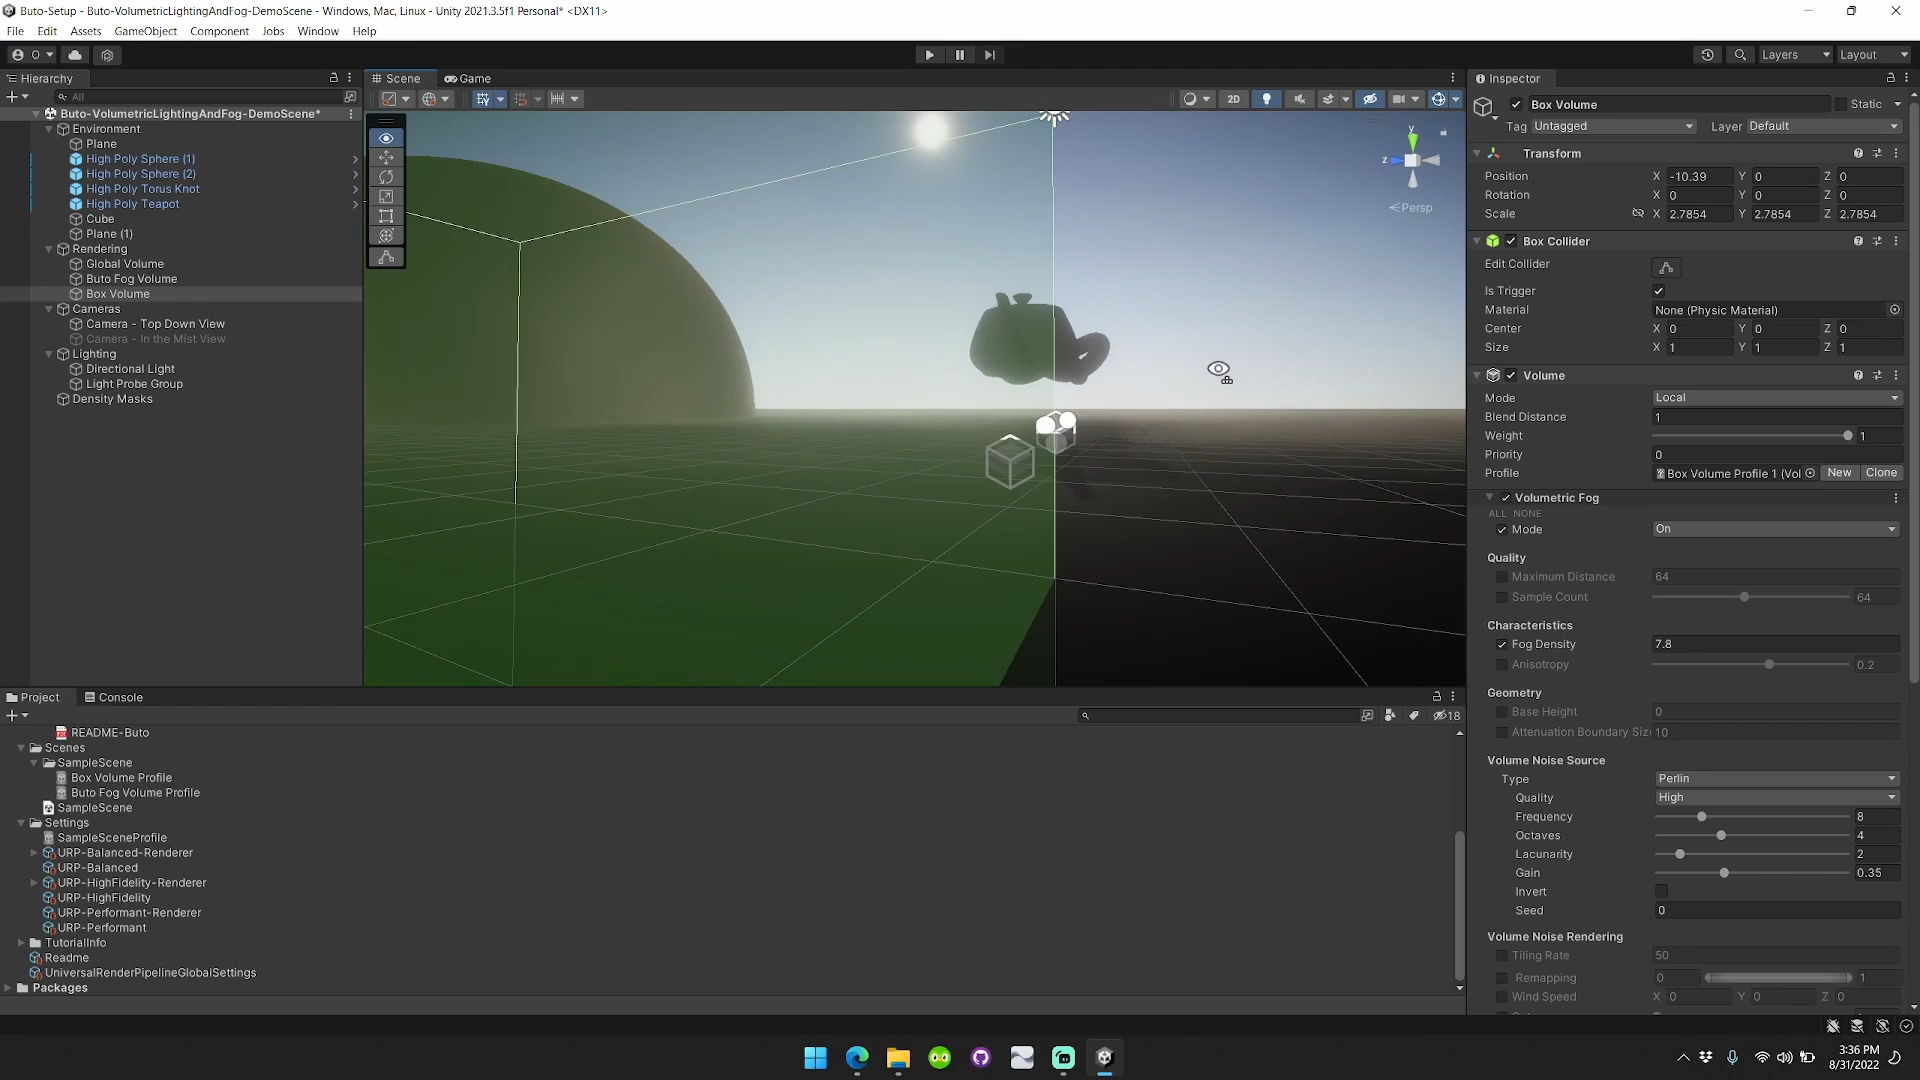 Buto-Setup - Buto-VolumetricLightingAndFog-DemoScene - Windows, Mac, Linux - Unity 2021.3.5f1 Personal* <DX11>
File Edit Assets GameObject Component Jobs Window Help
O Layers Layout
Hierarchy
All
Buto-VolumetricLightingAndFog-DemoScene*
Environment
Plane
High Poly Sphere (1)
High Poly Sphere (2)
High Poly Torus Knot
High Poly Teapot
Cube
Plane (1)
Rendering
Global Volume
Buto Fog Volume
Box Volume
Cameras
Camera - Top Down View
Camera - In the Mist View
Lighting
Directional Light
Light Probe Group
Density Masks
Scene Game
2D
y
z
Persp
Inspector
Box Volume Static
Tag Untagged Layer Default
Transform
Position X -10.39 Y 0 Z 0
Rotation X 0 Y 0 Z 0
Scale X 2.7854 Y 2.7854 Z 2.7854
Box Collider
Edit Collider
Is Trigger
Material None (Physic Material)
Center X 0 Y 0 Z 0
Size X 1 Y 1 Z 1
Volume
Mode Local
Blend Distance 1
Weight 1
Priority 0
Profile Box Volume Profile 1 (Vol New Clone
Volumetric Fog
ALL NONE
Mode On
Quality
Maximum Distance 64
Sample Count 64
Characteristics
Fog Density 7.8
Anisotropy 0.2
Geometry
Base Height 0
Attenuation Boundary Siz 10
Volume Noise Source
Type Perlin
Quality High
Frequency 8
Octaves 4
Lacunarity 2
Gain 0.35
Invert
Seed 0
Volume Noise Rendering
Tiling Rate 50
Remapping 0 1
Wind Speed X 0 Y 0 Z 0
Project Console
18
README-Buto
Scenes
SampleScene
Box Volume Profile
Buto Fog Volume Profile
SampleScene
Settings
SampleSceneProfile
URP-Balanced-Renderer
URP-Balanced
URP-HighFidelity-Renderer
URP-HighFidelity
URP-Performant-Renderer
URP-Performant
TutorialInfo
Readme
UniversalRenderPipelineGlobalSettings
Packages
3:36 PM
8/31/2022